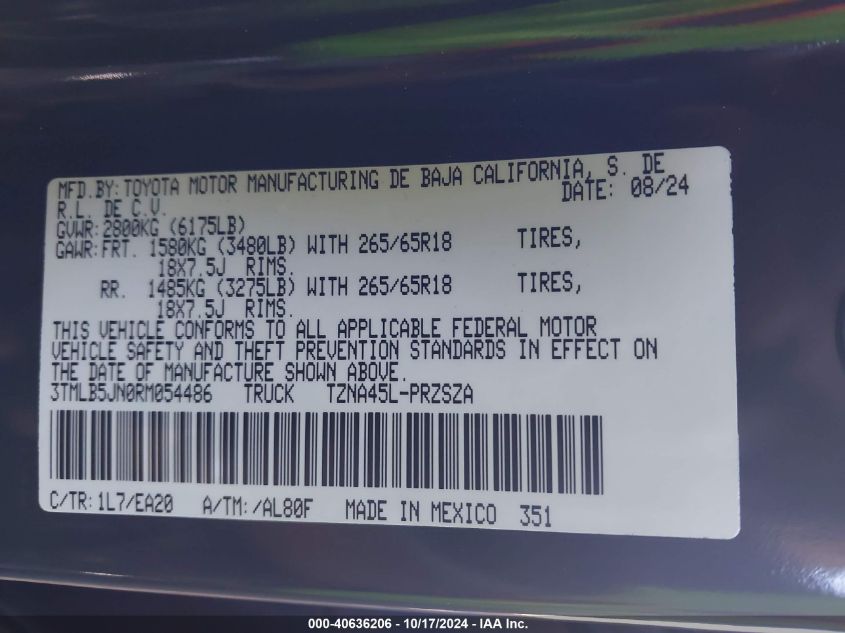 MFD.BY: TOYOTA MOTOR MANUFACTURING DE BAJA CALIFORNIA, S. DE
R.L. DE C.V. DATE: 08/24
GVWR:2800KG (6175LB)
GAWR:FRT. 1580KG (3480LB) WITH 265/65R18 TIRES,
18X7.5J RIMS.
RR. 1485KG (3275LB) WITH 265/65R18 TIRES,
18X7.5J RIMS.
THIS VEHICLE CONFORMS TO ALL APPLICABLE FEDERAL MOTOR
VEHICLE SAFETY AND THEFT PREVENTION STANDARDS IN EFFECT ON
THE DATE OF MANUFACTURE SHOWN ABOVE.
3TMLB5JN0RM054486 TRUCK TZNA45L-PRZSZA
C/TR:1L7/EA20 A/TM:/AL80F MADE IN MEXICO 351
000-40636206 - 10/17/2024 - IAA Inc.